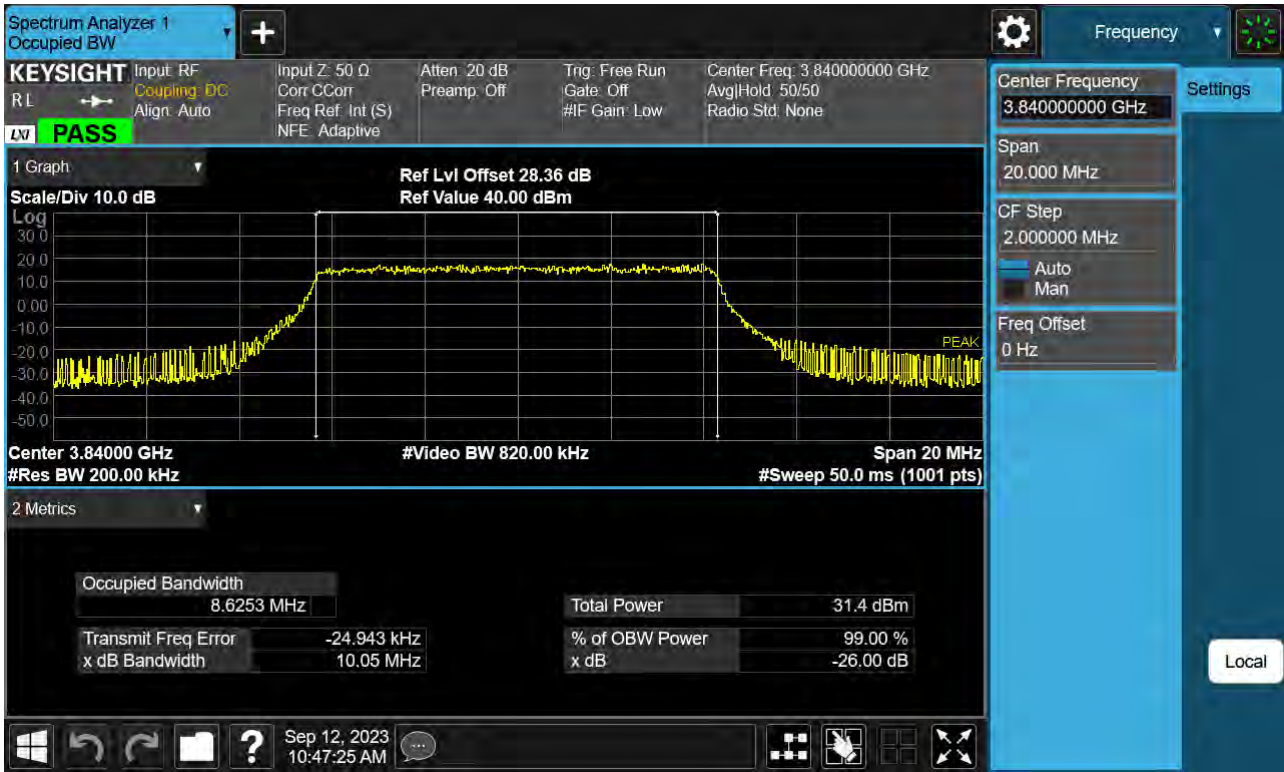 Spectrum Analyzer 1
Occupied BW
+
Frequency
KEYSIGHT
RL
LXI PASS
Input: RF
Coupling: DC
Align: Auto
Input Z: 50 Ω
Corr CCorr
Freq Ref: Int (S)
NFE: Adaptive
Atten: 20 dB
Preamp: Off
Trig: Free Run
Gate: Off
#IF Gain: Low
Center Freq: 3.840000000 GHz
Avg|Hold: 50/50
Radio Std: None
Center Frequency
3.840000000 GHz
Settings
Span
20.000 MHz
CF Step
2.000000 MHz
Auto
Man
Freq Offset
0 Hz
1 Graph
Scale/Div 10.0 dB
Ref Lvl Offset 28.36 dB
Ref Value 40.00 dBm
Log
30.0
20.0
10.0
0.00
-10.0
-20.0
-30.0
-40.0
-50.0
PEAK
Center 3.84000 GHz
#Video BW 820.00 kHz
Span 20 MHz
#Res BW 200.00 kHz
#Sweep 50.0 ms (1001 pts)
2 Metrics
Occupied Bandwidth
8.6253 MHz
Total Power 31.4 dBm
Transmit Freq Error -24.943 kHz
% of OBW Power 99.00 %
x dB Bandwidth 10.05 MHz
x dB -26.00 dB
Local
?
Sep 12, 2023
10:47:25 AM